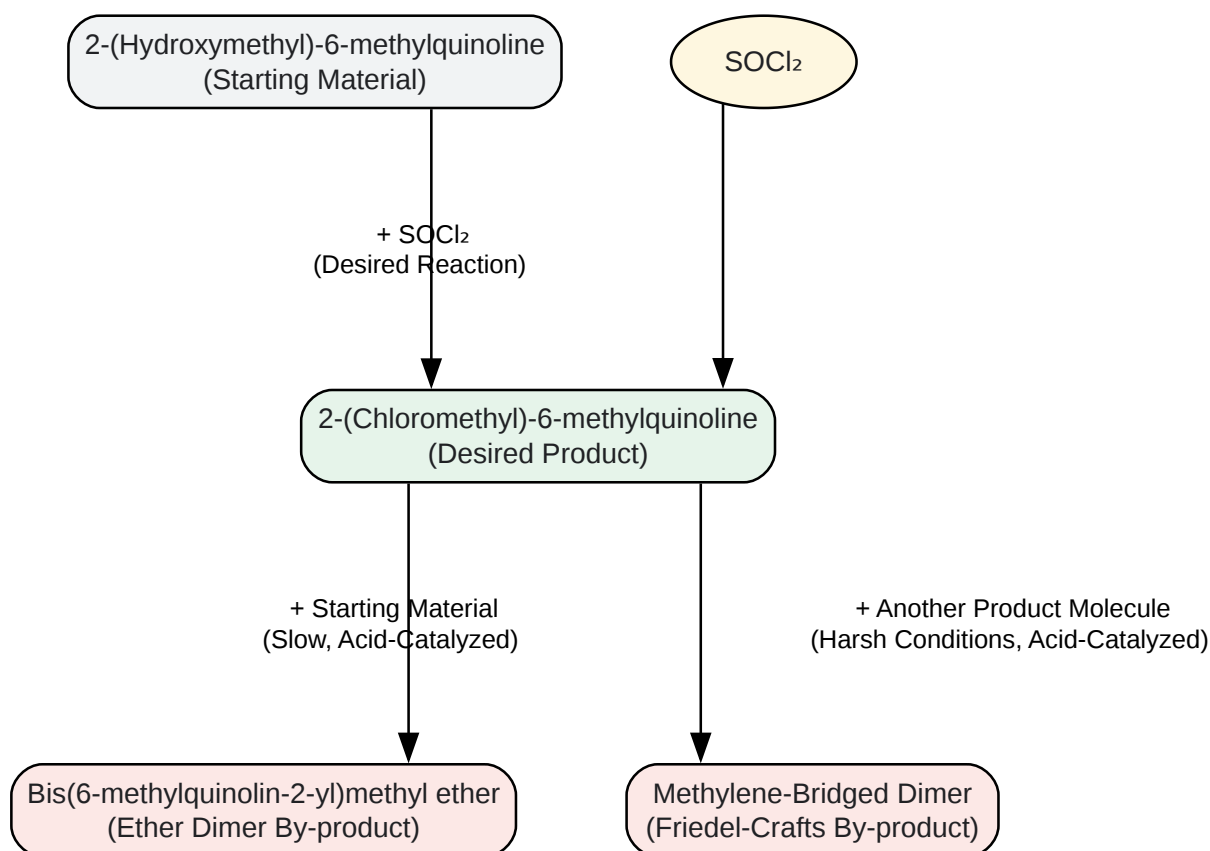 2-(Hydroxymethyl)-6-methylquinoline
(Starting Material)
SOCl₂
+ SOCl₂
(Desired Reaction)
2-(Chloromethyl)-6-methylquinoline
(Desired Product)
+ Starting Material
(Slow, Acid-Catalyzed)
+ Another Product Molecule
(Harsh Conditions, Acid-Catalyzed)
Bis(6-methylquinolin-2-yl)methyl ether
(Ether Dimer By-product)
Methylene-Bridged Dimer
(Friedel-Crafts By-product)